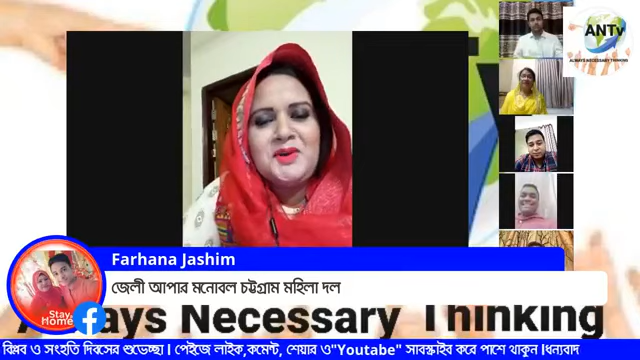 ANTv
ALWAYS NECESSARY THINKING
Farhana Jashim
জেলী আপার মনোবল চট্টগ্রাম মহিলা দল
Stay
Home
Always Necessary Thinking
বিপ্লব ও সংহতি দিবসের শুভেচ্ছা। পেইজে লাইক,কমেন্ট, শেয়ার ও"Youtabe" সাবস্ক্রাইব করে পাশে থাকুন।ধন্যবাদ